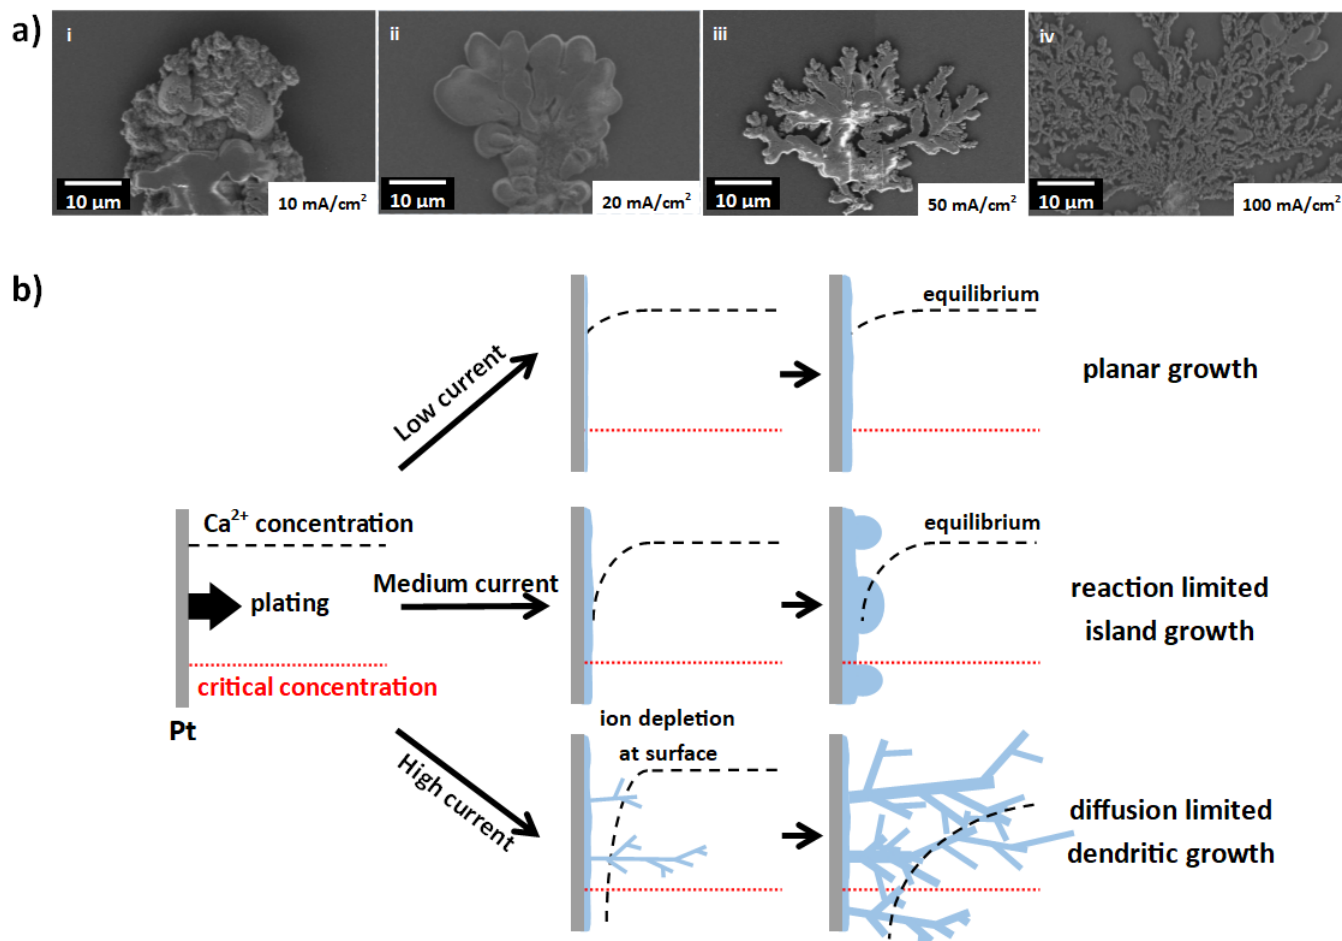 a)
i
ii
iii
iv
10 μm
10 mA/cm²
10 μm
20 mA/cm²
10 μm
50 mA/cm²
10 μm
100 mA/cm²
b)
Low current
equilibrium
planar growth
Ca²⁺ concentration
plating
critical concentration
Pt
Medium current
equilibrium
reaction limited
island growth
High current
ion depletion
at surface
diffusion limited
dendritic growth